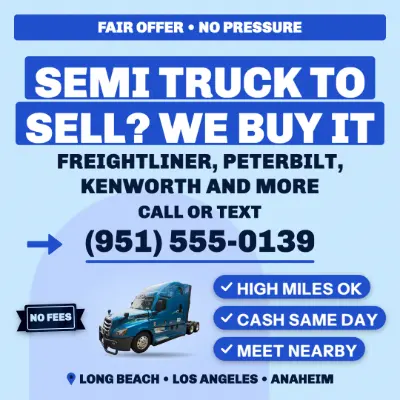 FAIR OFFER • NO PRESSURE
SEMI TRUCK TO
SELL? WE BUY IT
FREIGHTLINER, PETERBILT,
KENWORTH AND MORE
CALL OR TEXT
(951) 555-0139
NO FEES
HIGH MILES OK
CASH SAME DAY
MEET NEARBY
LONG BEACH • LOS ANGELES • ANAHEIM